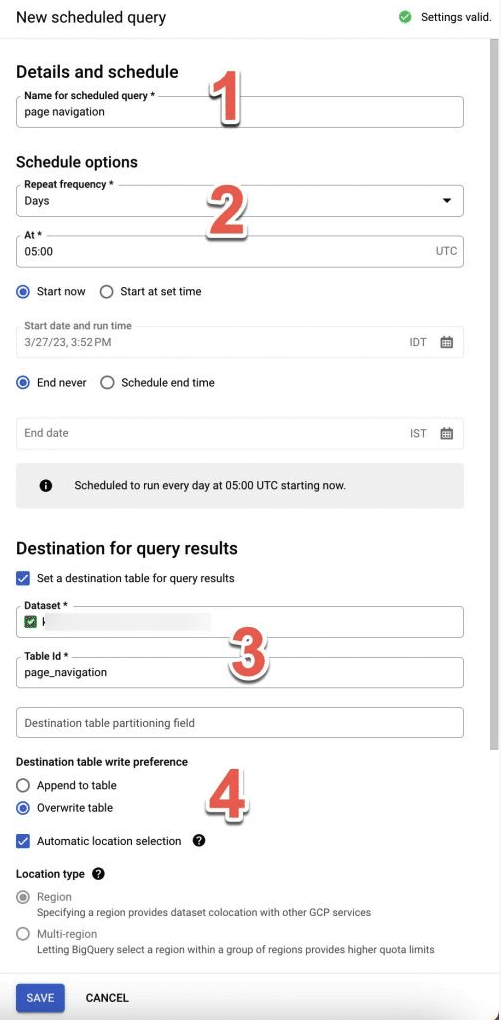 New scheduled query
Settings valid.
Details and schedule
1
Name for scheduled query *
page navigation
Schedule options
Repeat frequency *
Days
2
At *
05:00 UTC
Start now Start at set time
Start date and run time
3/27/23, 3:52 PM IDT
End never Schedule end time
End date IST
Scheduled to run every day at 05:00 UTC starting now.
Destination for query results
Set a destination table for query results
Dataset *
3
Table Id *
page_navigation
Destination table partitioning field
Destination table write preference
Append to table
4
Overwrite table
Automatic location selection ?
Location type ?
Region
Specifying a region provides dataset colocation with other GCP services
Multi-region
Letting BigQuery select a region within a group of regions provides higher quota limits
SAVE CANCEL